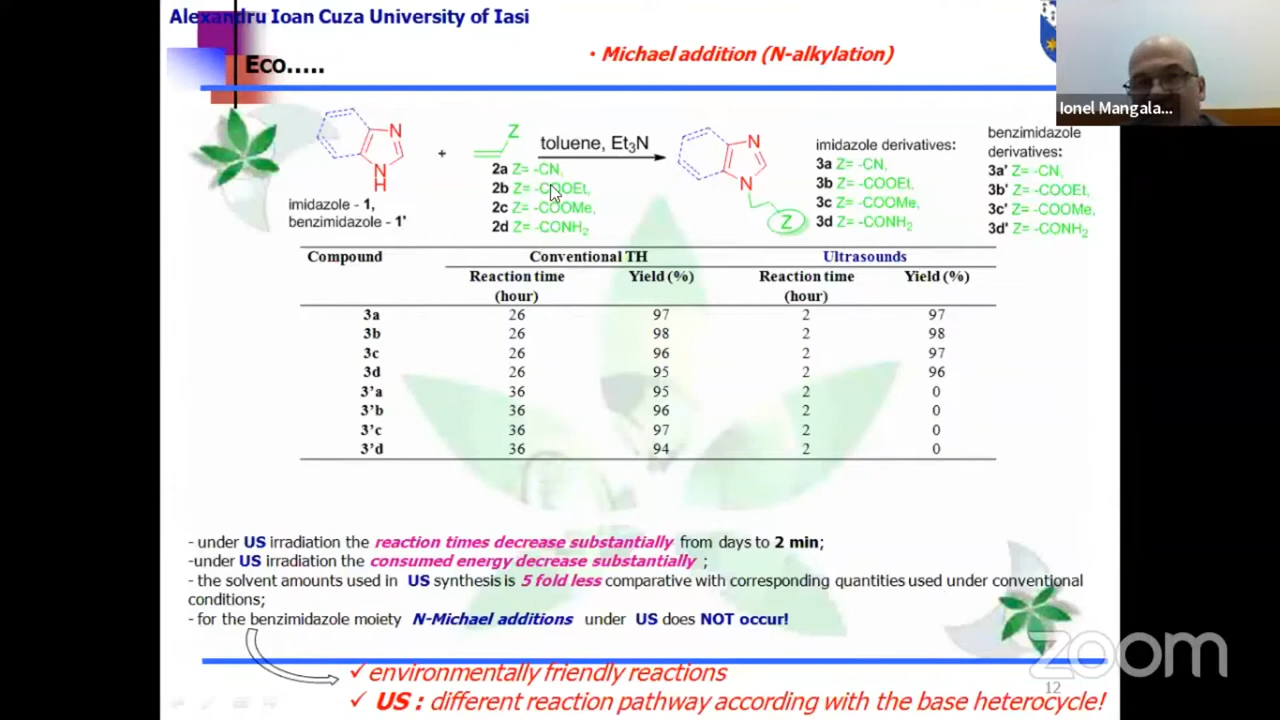 Alexandru Ioan Cuza University of Iasi
Eco.....
• Michael addition (N-alkylation)
Ionel Mangala...
N
N
H
imidazole - 1,
benzimidazole - 1'
+
Z
2a Z= -CN,
2b Z= -COOEt,
2c Z= -COOMe,
2d Z= -CONH₂
toluene, Et₃N
N
N
Z
imidazole derivatives:
3a Z= -CN,
3b Z= -COOEt,
3c Z= -COOMe,
3d Z= -CONH₂
benzimidazole
derivatives:
3a' Z= -CN,
3b' Z= -COOEt,
3c' Z= -COOMe,
3d' Z= -CONH₂
Compound Conventional TH Ultrasounds
Reaction time Yield (%) Reaction time Yield (%)
(hour) (hour)
3a 26 97 2 97
3b 26 98 2 98
3c 26 96 2 97
3d 26 95 2 96
3'a 36 95 2 0
3'b 36 96 2 0
3'c 36 97 2 0
3'd 36 94 2 0
- under US irradiation the reaction times decrease substantially from days to 2 min;
-under US irradiation the consumed energy decrease substantially ;
- the solvent amounts used in US synthesis is 5 fold less comparative with corresponding quantities used under conventional
conditions;
- for the benzimidazole moiety N-Michael additions under US does NOT occur!
✓ environmentally friendly reactions
✓ US : different reaction pathway according with the base heterocycle!
12
zoom